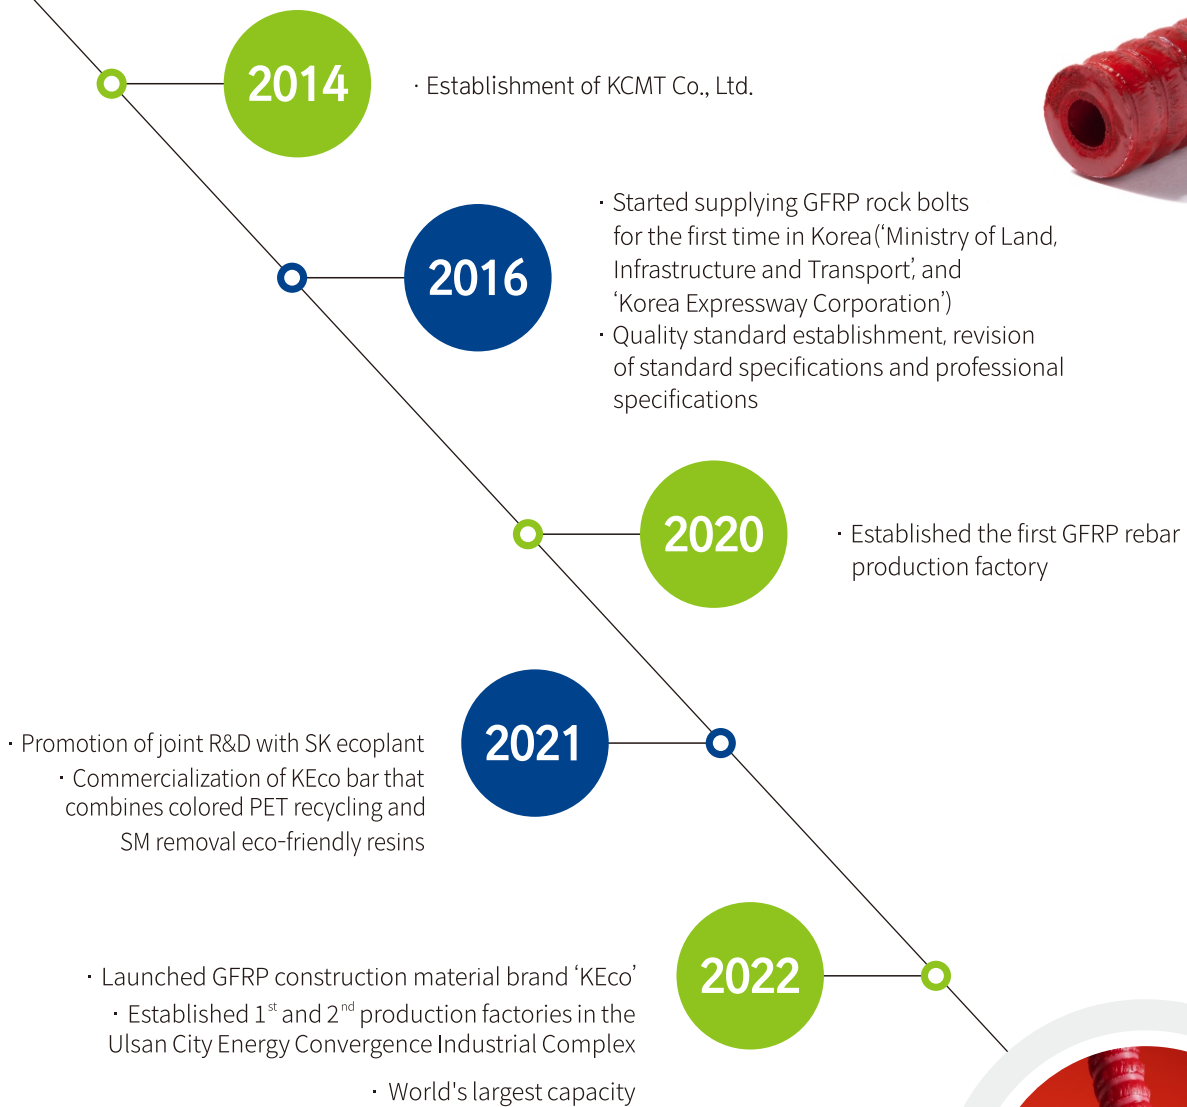 2014
· Establishment of KCMT Co., Ltd.
2016
· Started supplying GFRP rock bolts
for the first time in Korea(‘Ministry of Land,
Infrastructure and Transport’, and
‘Korea Expressway Corporation’)
· Quality standard establishment, revision
of standard specifications and professional
specifications
2020
· Established the first GFRP rebar
production factory
2021
· Promotion of joint R&D with SK ecoplant
· Commercialization of KEco bar that
combines colored PET recycling and
SM removal eco-friendly resins
2022
· Launched GFRP construction material brand ‘KEco’
· Established 1st and 2nd production factories in the
Ulsan City Energy Convergence Industrial Complex
· World's largest capacity